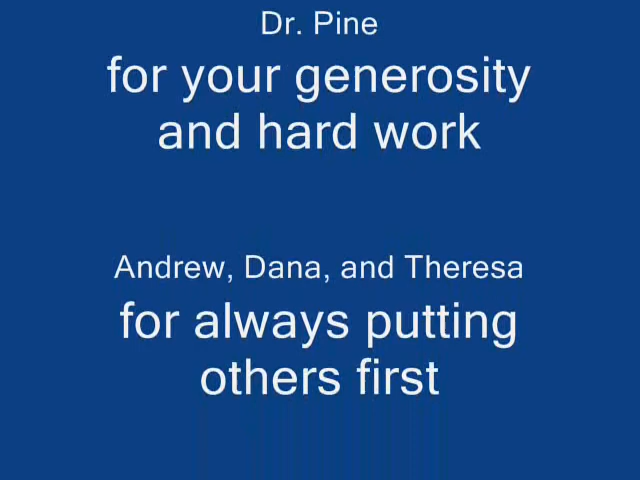 Dr. Pine
for your generosity
and hard work
Andrew, Dana, and Theresa
for always putting
others first